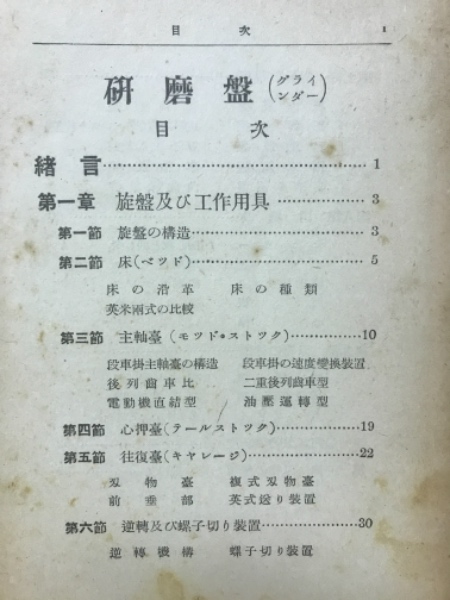 目次 1
研磨盤(グラインダー)
目次
緒言 1
第一章 旋盤及び工作用具 3
第一節 旋盤の構造 3
第二節 床(ベツド) 5
床の沿革 床の種類
英米兩式の比較
第三節 主軸臺(モツド・ストツク) 10
段車掛主軸臺の構造 段車掛の速度變換裝置
後列齒車比 二重後列齒車型
電動機直結型 油壓運轉型
第四節 心押臺(テールストツク) 19
第五節 往復臺(キヤレージ) 22
刄物臺 複式刄物臺
前垂部 英式送り裝置
第六節 逆轉及び螺子切り裝置 30
逆轉機構 螺子切り裝置